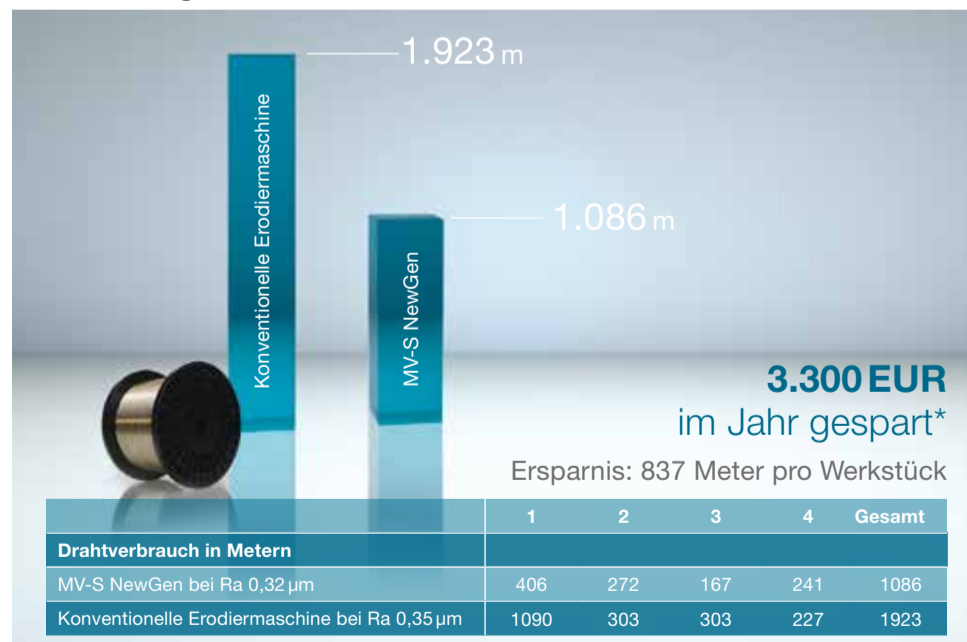 1.923 m
Konventionelle Erodiermaschine
1.086 m
MV-S NewGen
3.300 EUR
im Jahr gespart*
Ersparnis: 837 Meter pro Werkstück
1 2 3 4 Gesamt
Drahtverbrauch in Metern
MV-S NewGen bei Ra 0,32 µm 406 272 167 241 1086
Konventionelle Erodiermaschine bei Ra 0,35 µm 1090 303 303 227 1923